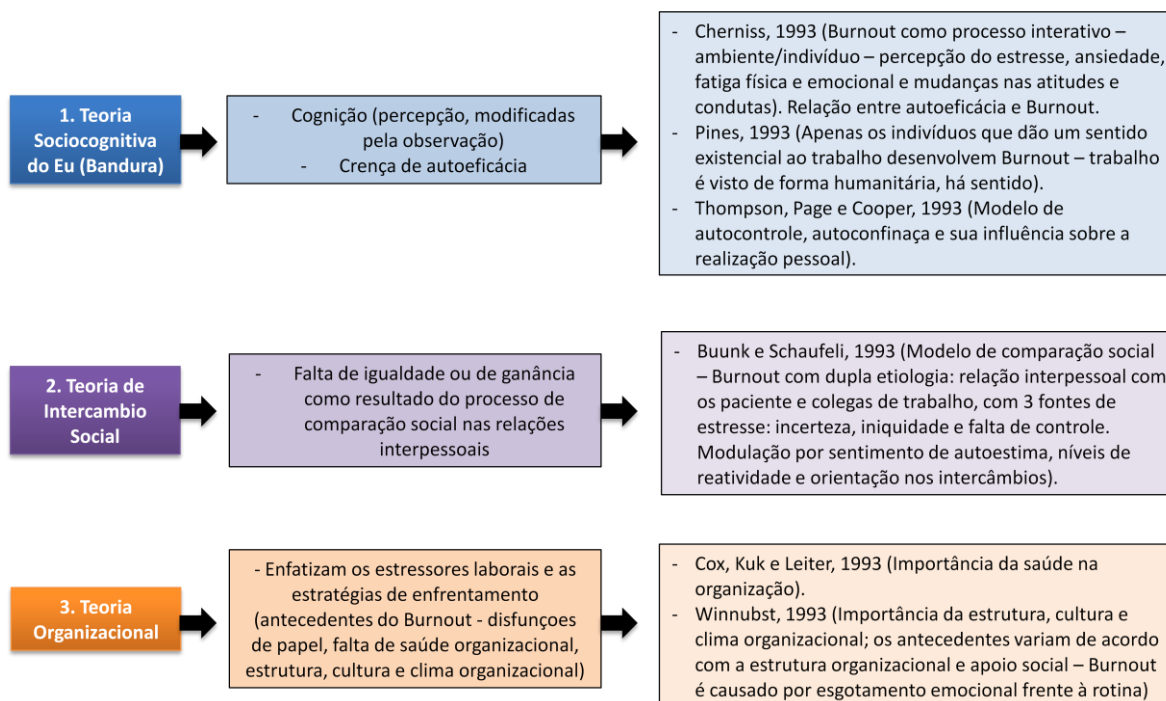 1. Teoria
Sociocognitiva
do Eu (Bandura)
- Cognição (percepção, modificadas
pela observação)
- Crença de autoeficácia
- Cherniss, 1993 (Burnout como processo interativo –
ambiente/indivíduo – percepção do estresse, ansiedade,
fatiga física e emocional e mudanças nas atitudes e
condutas). Relação entre autoeficácia e Burnout.
- Pines, 1993 (Apenas os indivíduos que dão um sentido
existencial ao trabalho desenvolvem Burnout – trabalho
é visto de forma humanitária, há sentido).
- Thompson, Page e Cooper, 1993 (Modelo de
autocontrole, autoconfinaça e sua influência sobre a
realização pessoal).
2. Teoria de
Intercambio
Social
- Falta de igualdade ou de ganância
como resultado do processo de
comparação social nas relações
interpessoais
- Buunk e Schaufeli, 1993 (Modelo de comparação social
– Burnout com dupla etiologia: relação interpessoal com
os paciente e colegas de trabalho, com 3 fontes de
estresse: incerteza, iniquidade e falta de controle.
Modulação por sentimento de autoestima, níveis de
reatividade e orientação nos intercâmbios).
3. Teoria
Organizacional
- Enfatizam os estressores laborais e as
estratégias de enfrentamento
(antecedentes do Burnout - disfunçoes
de papel, falta de saúde organizacional,
estrutura, cultura e clima organizacional)
- Cox, Kuk e Leiter, 1993 (Importância da saúde na
organização).
- Winnubst, 1993 (Importância da estrutura, cultura e
clima organizacional; os antecedentes variam de acordo
com a estrutura organizacional e apoio social – Burnout
é causado por esgotamento emocional frente à rotina)